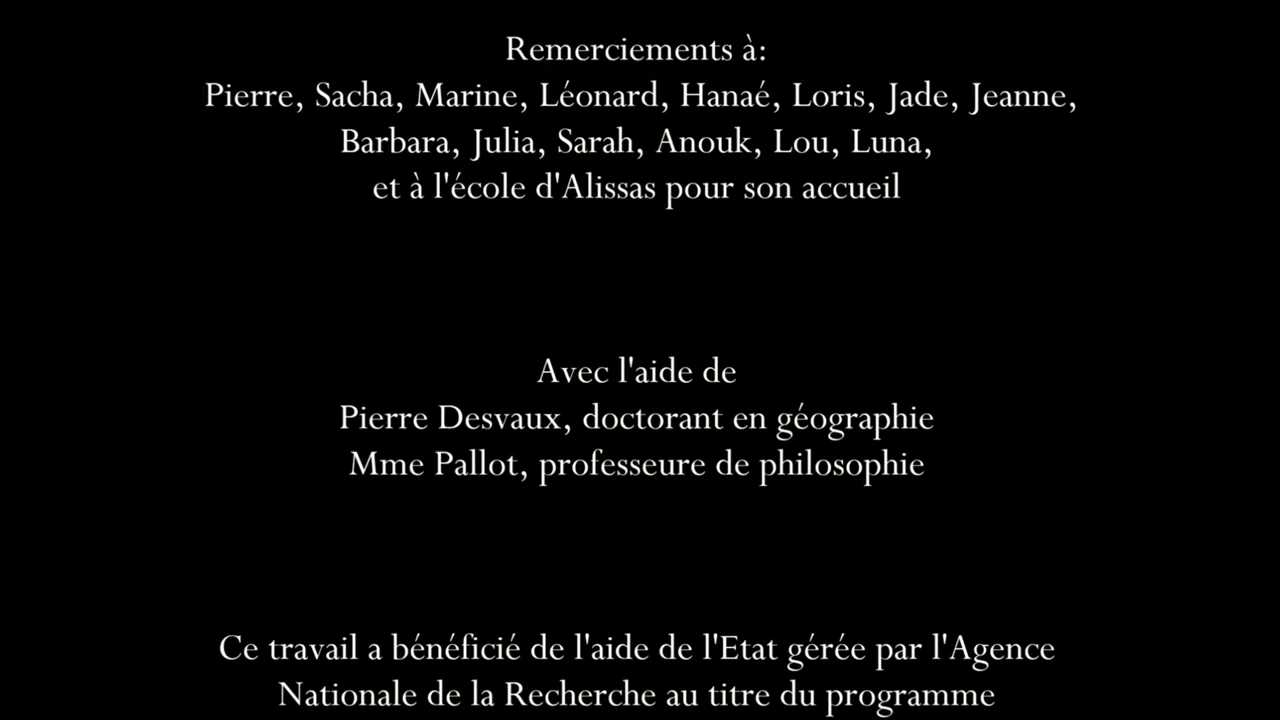 Remerciements à:
Pierre, Sacha, Marine, Léonard, Hanaé, Loris, Jade, Jeanne,
Barbara, Julia, Sarah, Anouk, Lou, Luna,
et à l'école d'Alissas pour son accueil
Avec l'aide de
Pierre Desvaux, doctorant en géographie
Mme Pallot, professeure de philosophie
Ce travail a bénéficié de l'aide de l'Etat gérée par l'Agence
Nationale de la Recherche au titre du programme